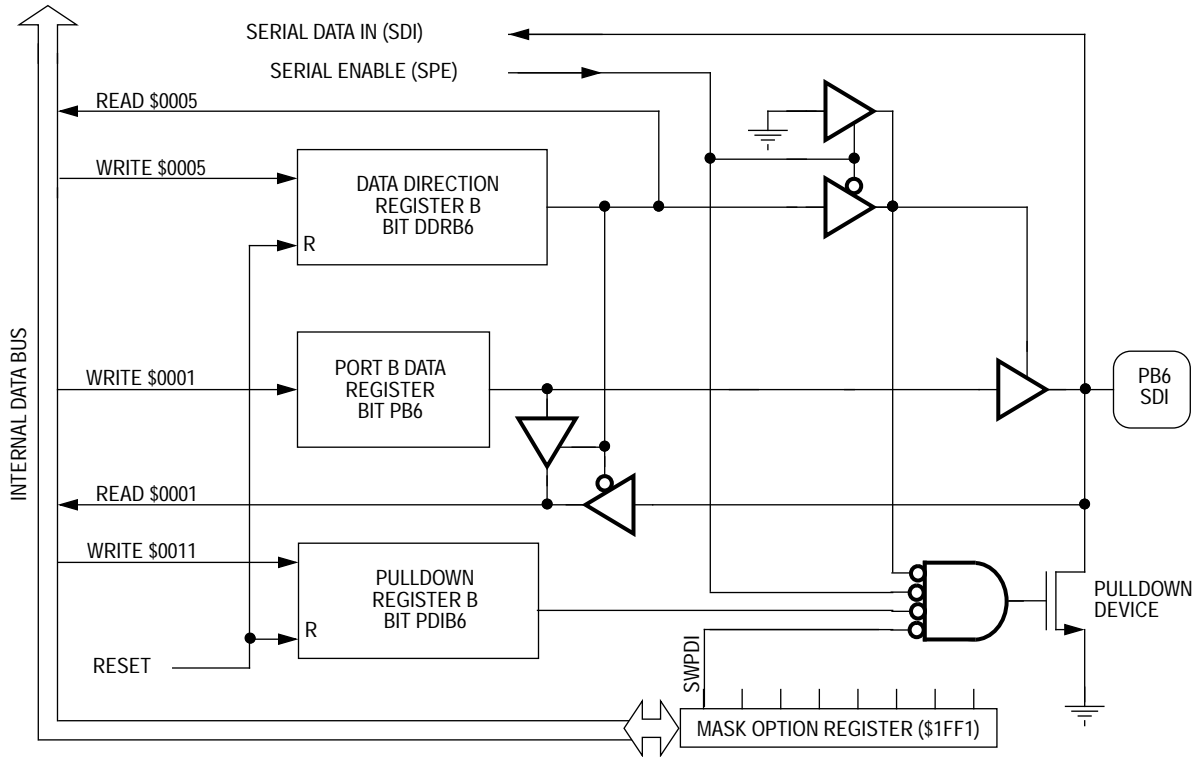 SERIAL DATA IN (SDI)
SERIAL ENABLE (SPE)
READ $0005
WRITE $0005
DATA DIRECTION
REGISTER B
BIT DDRB6
R
INTERNAL DATA BUS
WRITE $0001
PORT B DATA
REGISTER
BIT PB6
PB6
SDI
READ $0001
WRITE $0011
PULLDOWN
REGISTER B
BIT PDIB6
R
PULLDOWN
DEVICE
RESET
SWPDI
MASK OPTION REGISTER ($1FF1)